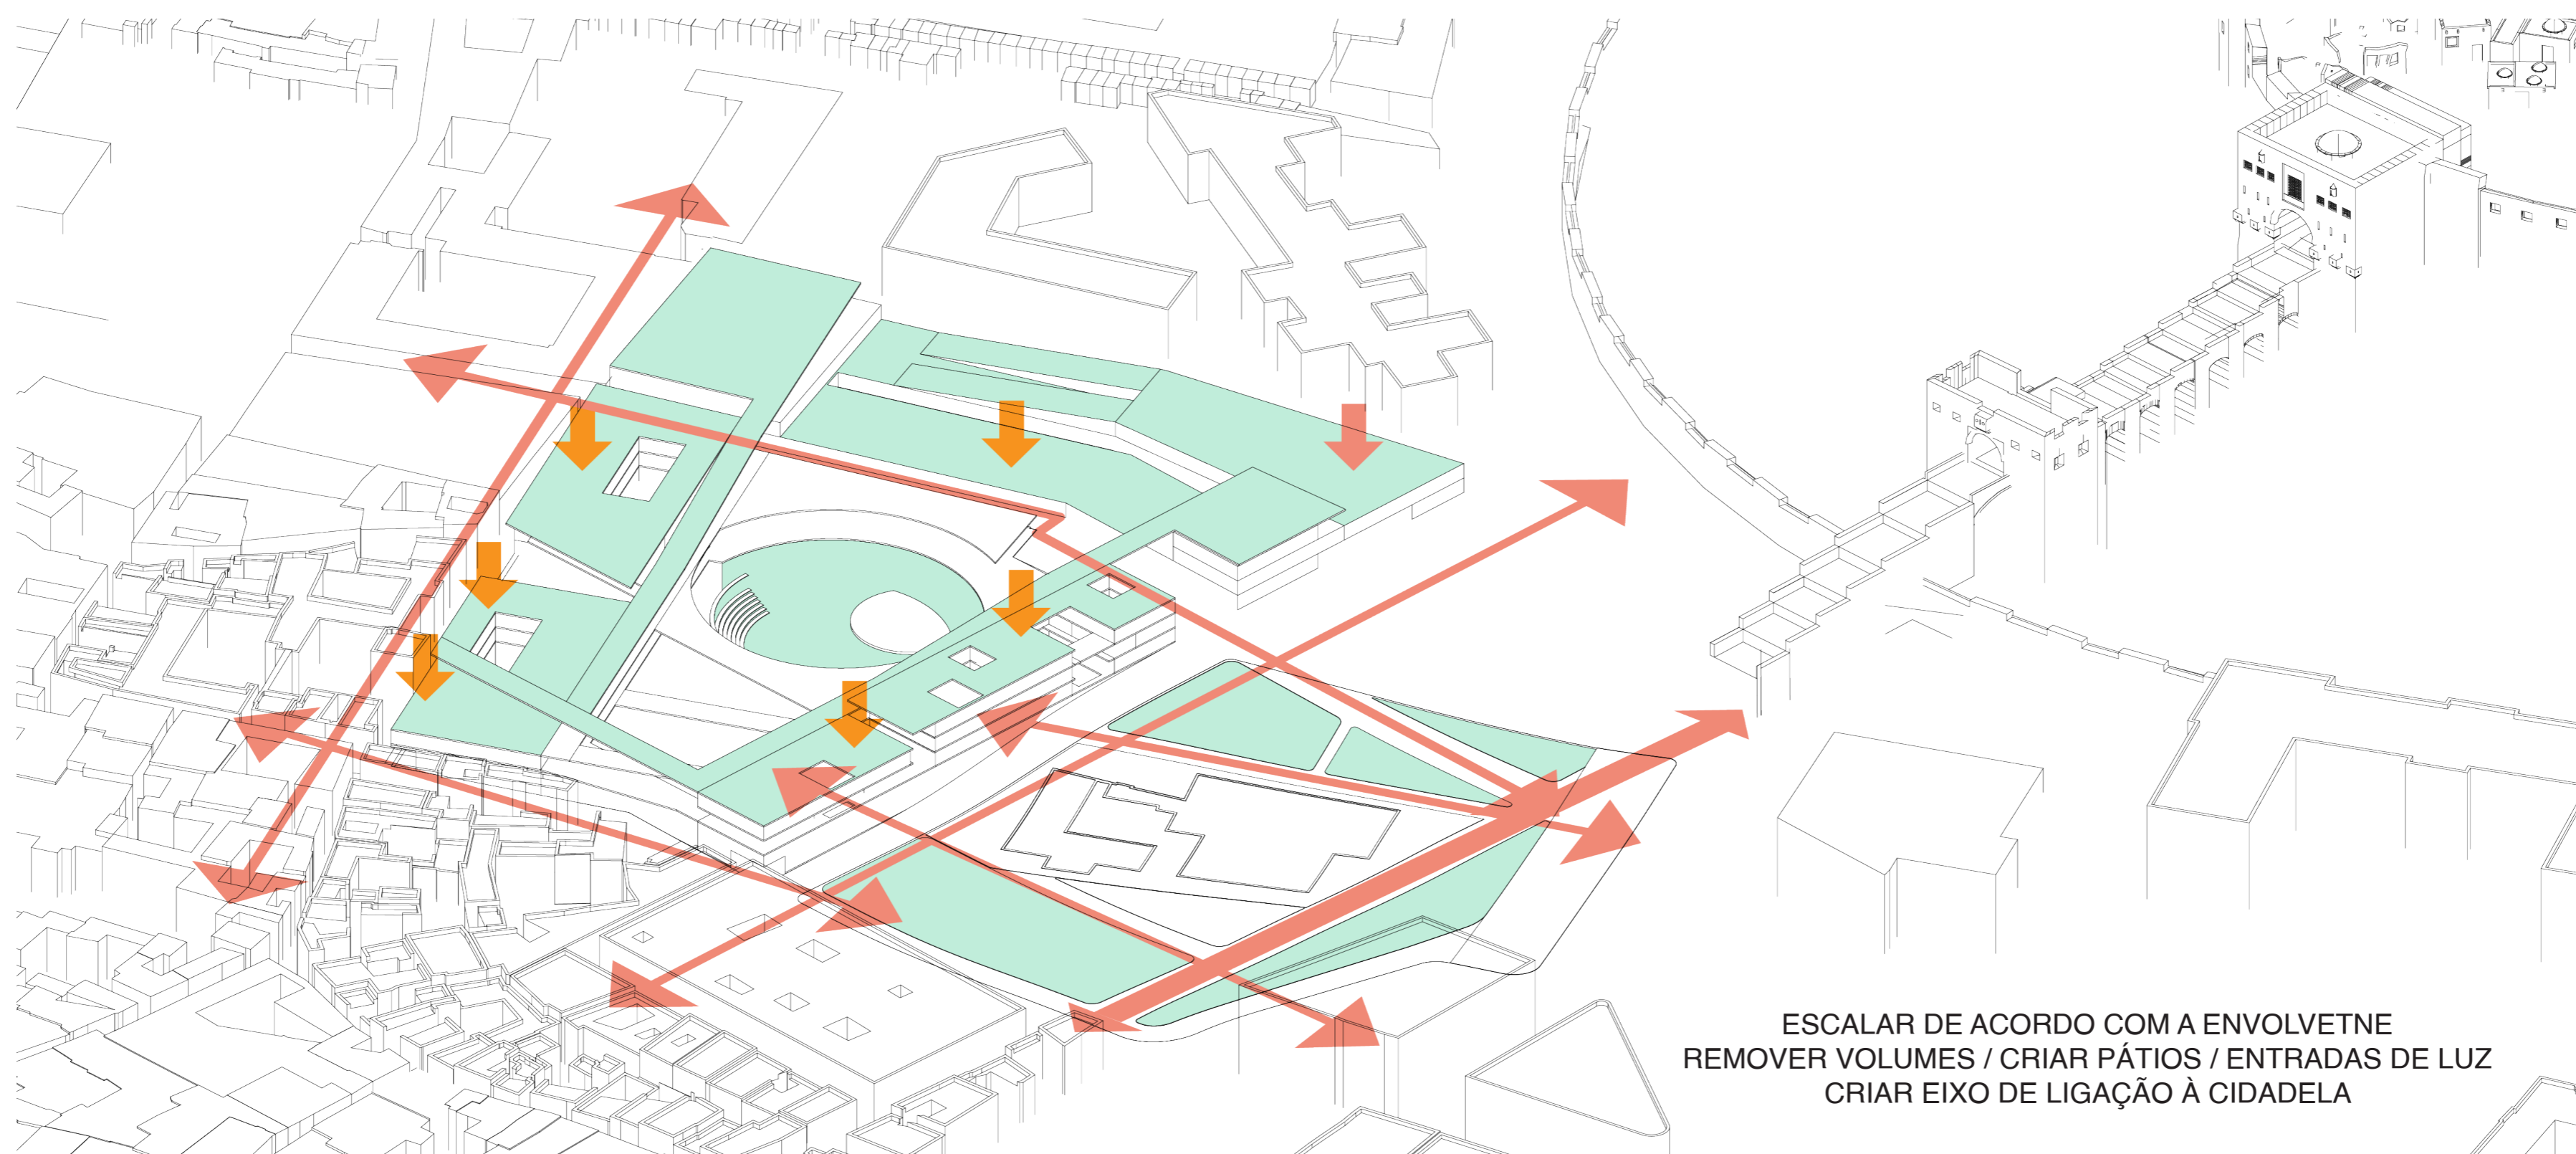 ESCALAR DE ACORDO COM A ENVOLVETNE
REMOVER VOLUMES / CRIAR PÁTIOS / ENTRADAS DE LUZ
CRIAR EIXO DE LIGAÇÃO À CIDADELA